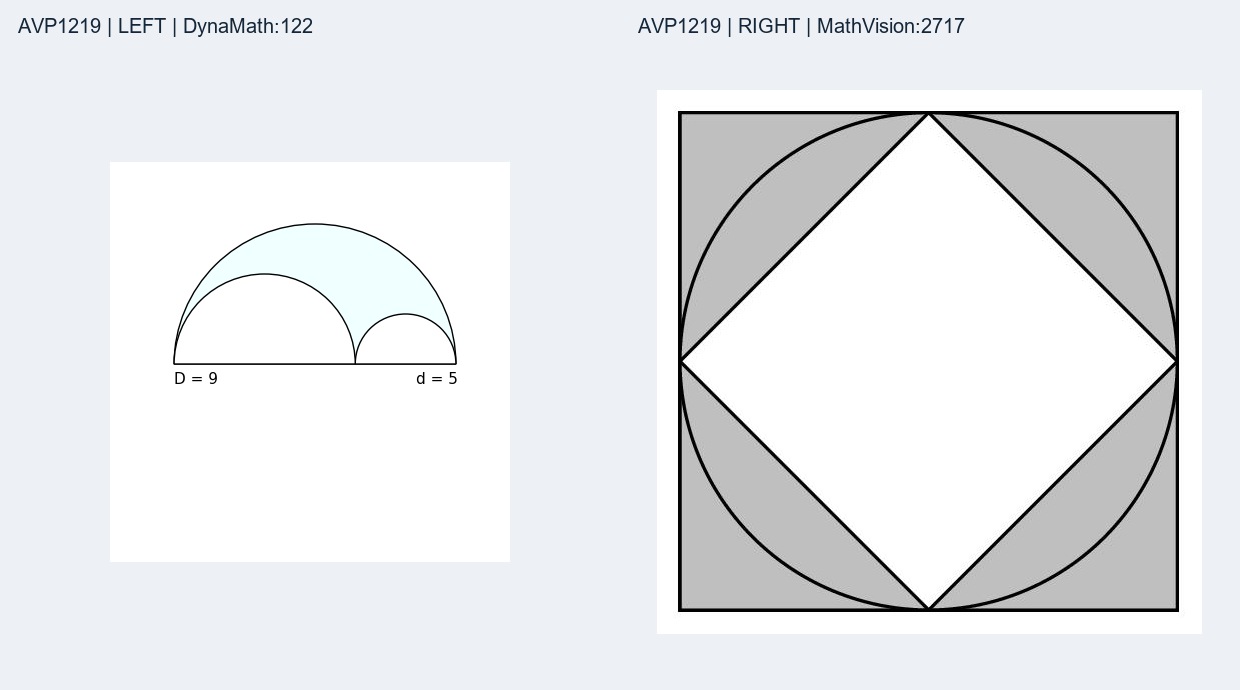 AVP1219 | LEFT | DynaMath:122
AVP1219 | RIGHT | MathVision:2717
D = 9
d = 5